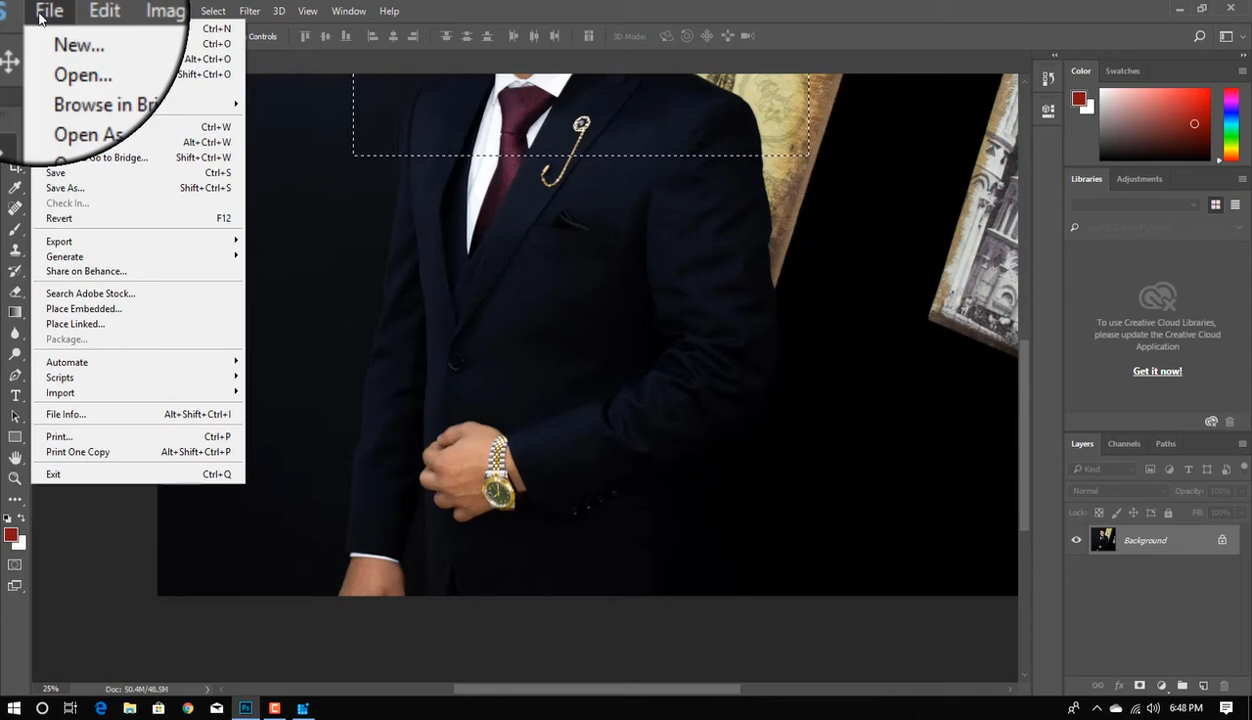 File Edit Imag Select Filter 3D View Window Help
Controls 3D Mode:
New... Ctrl+N
Open... Ctrl+O
Browse in Bri Alt+Ctrl+O
Open As Shift+Ctrl+O
Ctrl+W
Alt+Ctrl+W
Go to Bridge... Shift+Ctrl+W
Save Ctrl+S
Save As... Shift+Ctrl+S
Check In...
Revert F12
Export
Generate
Share on Behance...
Search Adobe Stock...
Place Embedded...
Place Linked...
Package...
Automate
Scripts
Import
File Info... Alt+Shift+Ctrl+I
Print... Ctrl+P
Print One Copy Alt+Shift+Ctrl+P
Exit Ctrl+Q
Color Swatches
Libraries Adjustments
To use Creative Cloud Libraries,
please update the Creative Cloud
Application
Get it now!
Layers Channels Paths
Kind
Normal Opacity: 100%
Lock: Fill: 100%
Background
25% Doc: 50.4M/48.5M
6:48 PM